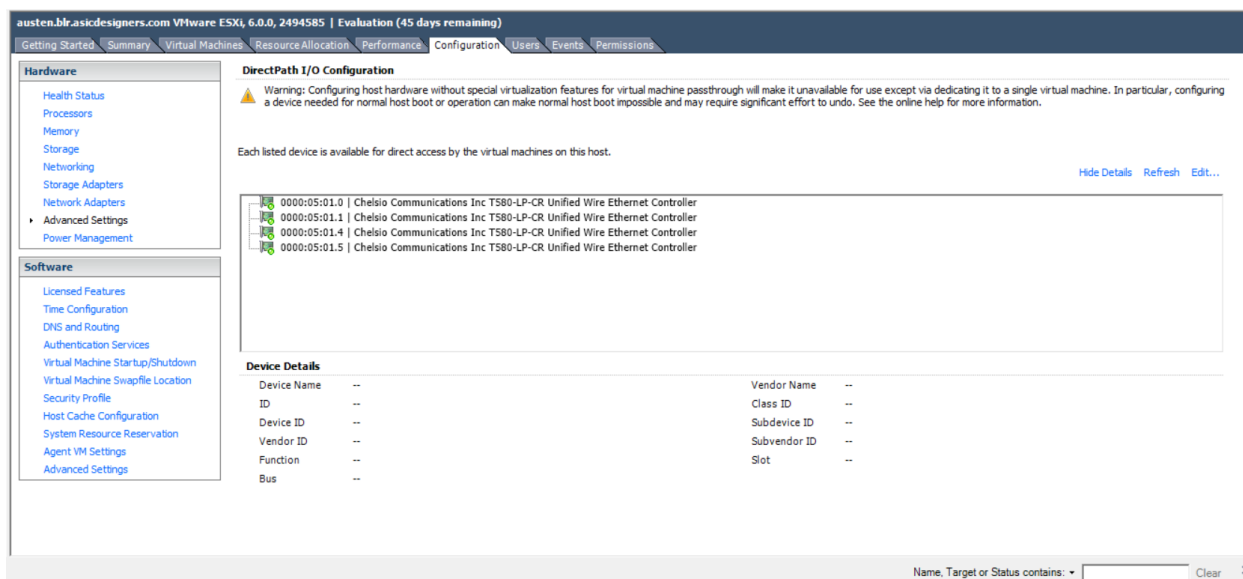 austen.blr.asicdesigners.com VMware ESXi, 6.0.0, 2494585 | Evaluation (45 days remaining)
Getting Started Summary Virtual Machines Resource Allocation Performance Configuration Users Events Permissions
Hardware
Health Status
Processors
Memory
Storage
Networking
Storage Adapters
Network Adapters
Advanced Settings
Power Management
Software
Licensed Features
Time Configuration
DNS and Routing
Authentication Services
Virtual Machine Startup/Shutdown
Virtual Machine Swapfile Location
Security Profile
Host Cache Configuration
System Resource Reservation
Agent VM Settings
Advanced Settings
DirectPath I/O Configuration
Warning: Configuring host hardware without special virtualization features for virtual machine passthrough will make it unavailable for use except via dedicating it to a single virtual machine. In particular, configuring
a device needed for normal host boot or operation can make normal host boot impossible and may require significant effort to undo. See the online help for more information.
Each listed device is available for direct access by the virtual machines on this host.
Hide Details Refresh Edit...
0000:05:01.0 | Chelsio Communications Inc T580-LP-CR Unified Wire Ethernet Controller
0000:05:01.1 | Chelsio Communications Inc T580-LP-CR Unified Wire Ethernet Controller
0000:05:01.4 | Chelsio Communications Inc T580-LP-CR Unified Wire Ethernet Controller
0000:05:01.5 | Chelsio Communications Inc T580-LP-CR Unified Wire Ethernet Controller
Device Details
Device Name -- Vendor Name --
ID -- Class ID --
Device ID -- Subdevice ID --
Vendor ID -- Subvendor ID --
Function -- Slot --
Bus --
Name, Target or Status contains: Clear